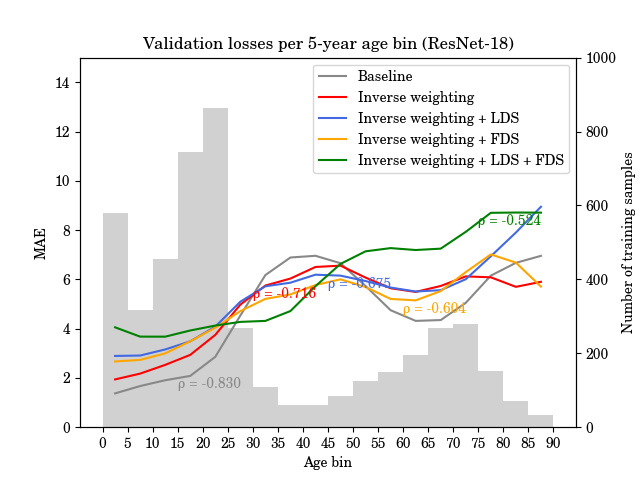 Validation losses per 5-year age bin (ResNet-18)
Baseline
Inverse weighting
Inverse weighting + LDS
Inverse weighting + FDS
Inverse weighting + LDS + FDS
ρ = -0.830
ρ = -0.716
ρ = -0.675
ρ = -0.604
ρ = -0.524
MAE
14
12
10
8
6
4
2
0
1000
800
600
400
200
0
Number of training samples
0 5 10 15 20 25 30 35 40 45 50 55 60 65 70 75 80 85 90
Age bin